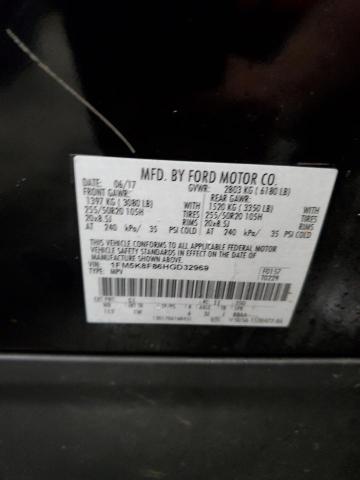 MFD. BY FORD MOTOR CO.
DATE: 06/17 GVWR: 2803 KG ( 6180 LB)
FRONT GAWR: REAR GAWR:
1397 KG ( 3080 LB) 1520 KG ( 3350 LB)
255/50R20 105H TIRES 255/50R20 105H TIRES
20x8.5J RIMS 20x8.5J RIMS
AT 240 kPa/ 35 PSI COLD AT 240 kPa/ 35 PSI COLD
THIS VEHICLE CONFORMS TO ALL APPLICABLE FEDERAL MOTOR
VEHICLE SAFETY STANDARDS IN EFFECT ON THE DATE OF
MANUFACTURE SHOWN ABOVE.
VIN: 1FM5K8F86HGD32969 F0157
TYPE: MPV 70229